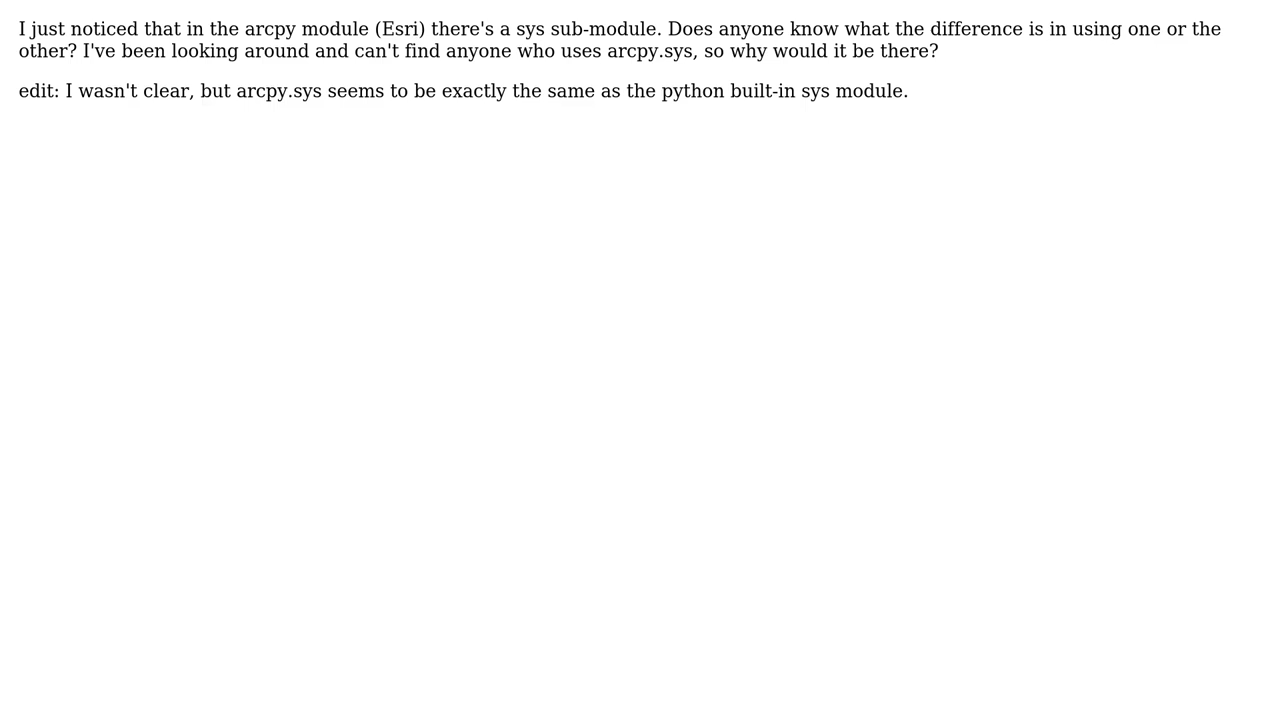 I just noticed that in the arcpy module (Esri) there's a sys sub-module. Does anyone know what the difference is in using one or the
other? I've been looking around and can't find anyone who uses arcpy.sys, so why would it be there?
edit: I wasn't clear, but arcpy.sys seems to be exactly the same as the python built-in sys module.